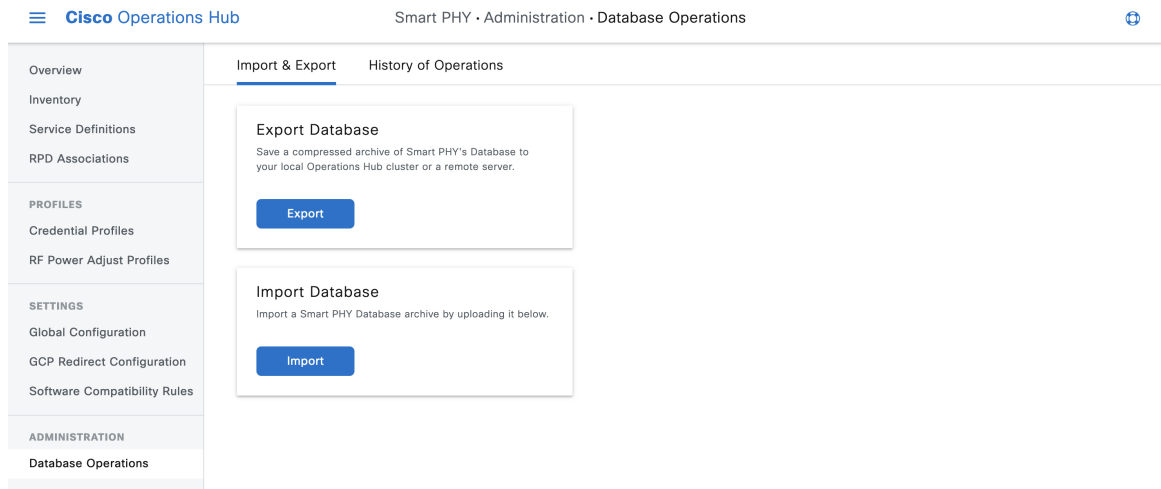 Cisco Operations Hub
Smart PHY • Administration • Database Operations
Overview
Inventory
Service Definitions
RPD Associations
PROFILES
Credential Profiles
RF Power Adjust Profiles
SETTINGS
Global Configuration
GCP Redirect Configuration
Software Compatibility Rules
ADMINISTRATION
Database Operations
Import & Export
History of Operations
Export Database
Save a compressed archive of Smart PHY's Database to
your local Operations Hub cluster or a remote server.
Export
Import Database
Import a Smart PHY Database archive by uploading it below.
Import